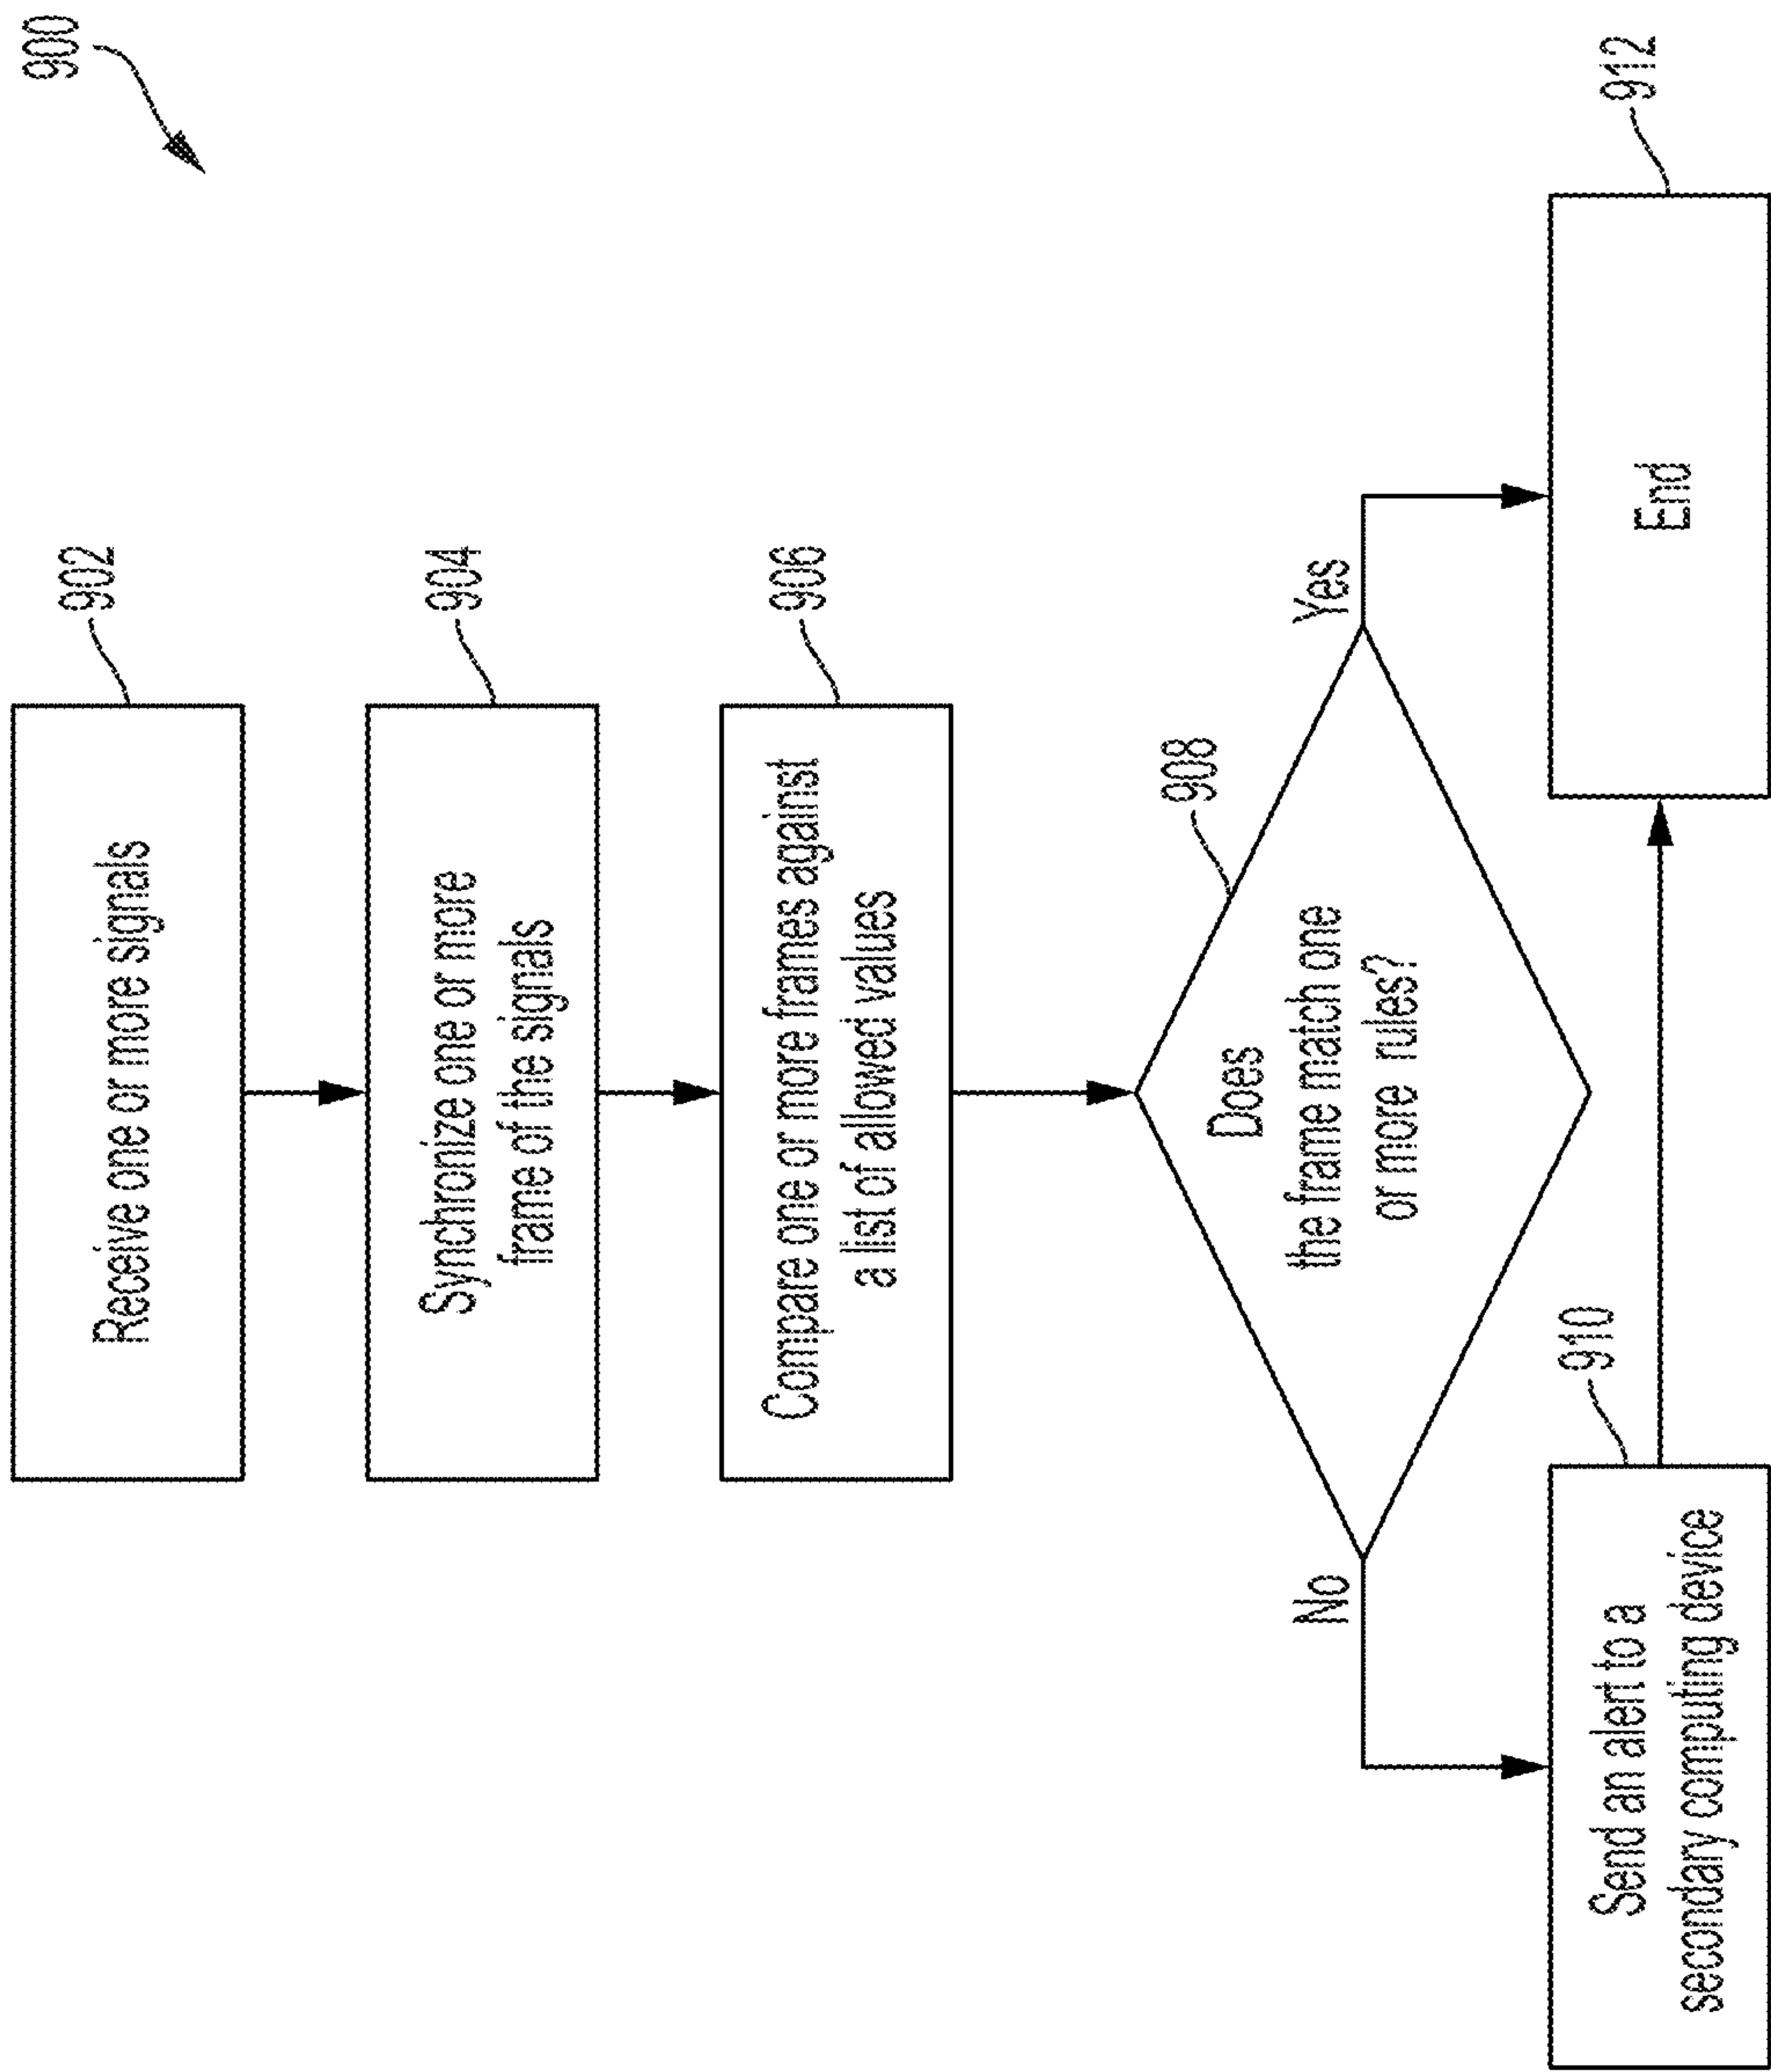 900
902
Receive one or more signals
904
Synchronize one or more
frame of the signals
906
Compare one or more frames against
a list of allowed values
908
Does
the frame match one
or more rules?
No
Yes
910
Send an alert to a
secondary computing device
912
End